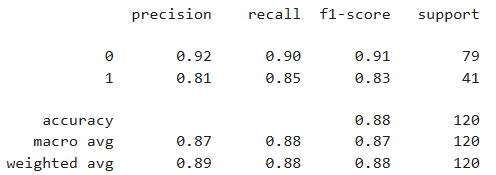 precision recall f1-score support
0 0.92 0.90 0.91 79
1 0.81 0.85 0.83 41
accuracy 0.88 120
macro avg 0.87 0.88 0.87 120
weighted avg 0.89 0.88 0.88 120